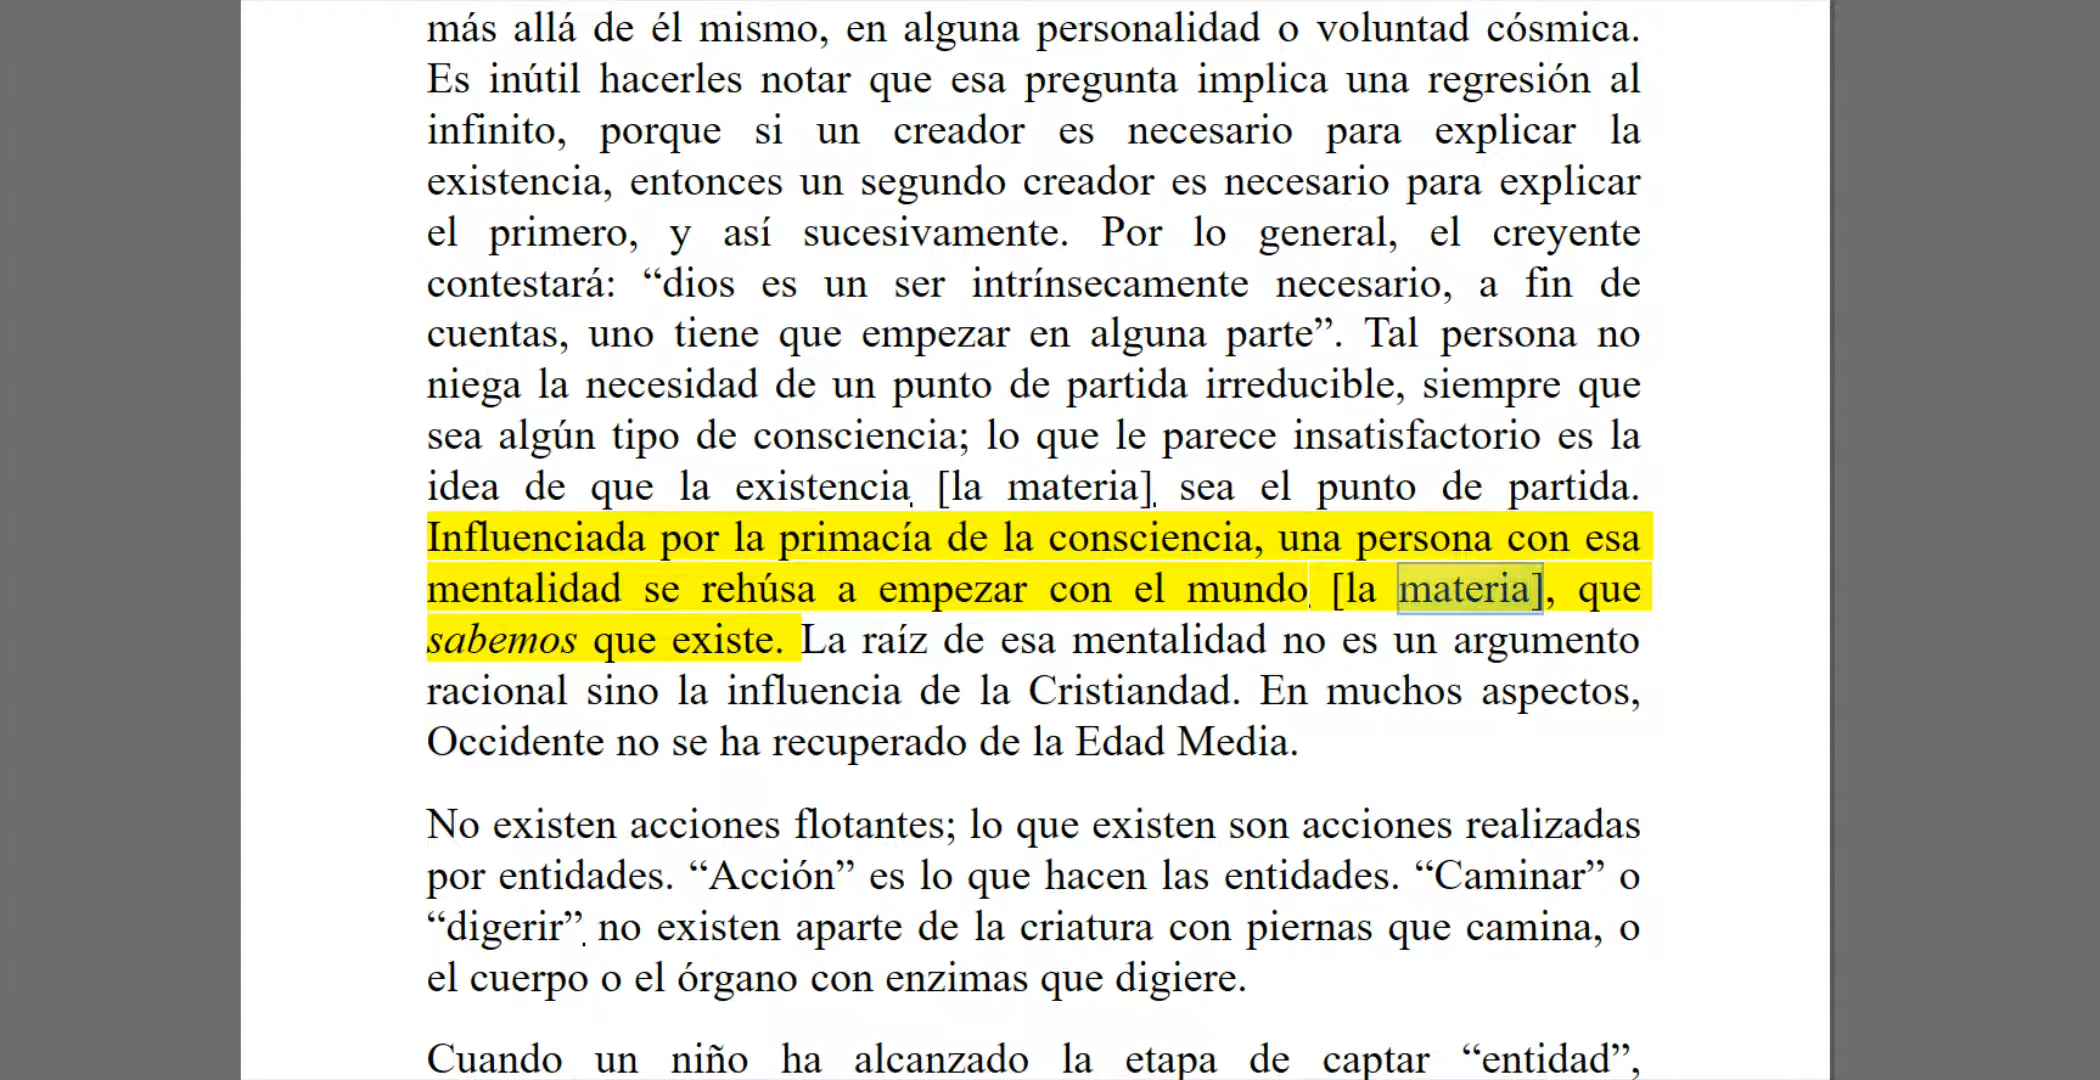 más allá de él mismo, en alguna personalidad o voluntad cósmica.
Es inútil hacerles notar que esa pregunta implica una regresión al
infinito, porque si un creador es necesario para explicar la
existencia, entonces un segundo creador es necesario para explicar
el primero, y así sucesivamente. Por lo general, el creyente
contestará: “dios es un ser intrínsecamente necesario, a fin de
cuentas, uno tiene que empezar en alguna parte”. Tal persona no
niega la necesidad de un punto de partida irreducible, siempre que
sea algún tipo de consciencia; lo que le parece insatisfactorio es la
idea de que la existencia [la materia] sea el punto de partida.
Influenciada por la primacía de la consciencia, una persona con esa
mentalidad se rehúsa a empezar con el mundo [la materia], que
sabemos que existe. La raíz de esa mentalidad no es un argumento
racional sino la influencia de la Cristiandad. En muchos aspectos,
Occidente no se ha recuperado de la Edad Media.
No existen acciones flotantes; lo que existen son acciones realizadas
por entidades. “Acción” es lo que hacen las entidades. “Caminar” o
“digerir” no existen aparte de la criatura con piernas que camina, o
el cuerpo o el órgano con enzimas que digiere.
Cuando un niño ha alcanzado la etapa de captar “entidad”,